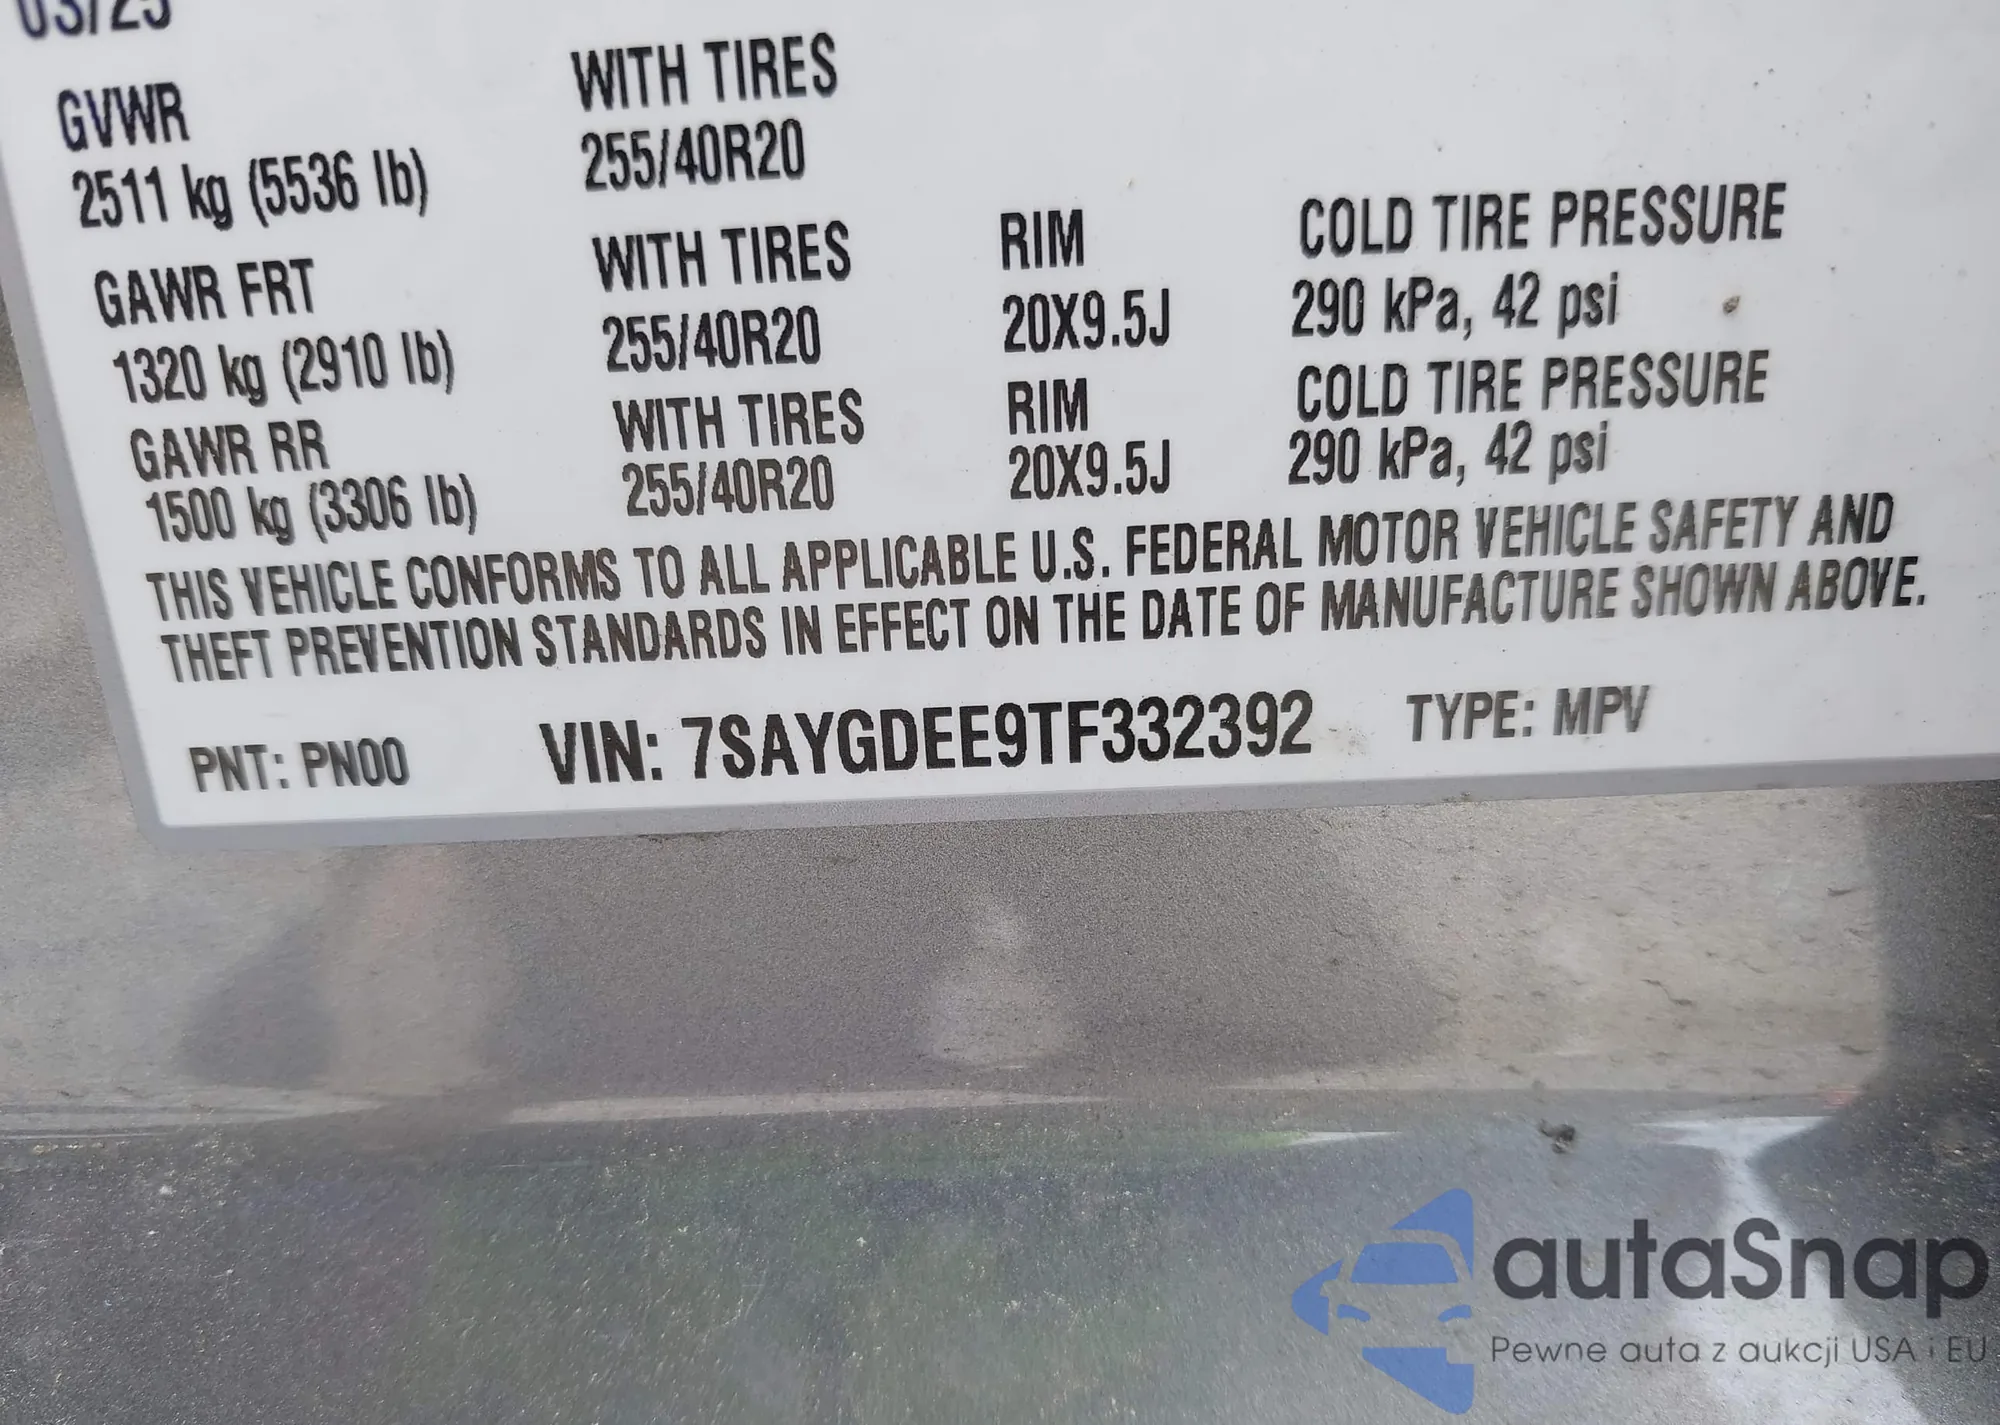 03/25
GVWR WITH TIRES
2511 kg (5536 lb) 255/40R20
GAWR FRT WITH TIRES RIM COLD TIRE PRESSURE
1320 kg (2910 lb) 255/40R20 20X9.5J 290 kPa, 42 psi
GAWR RR WITH TIRES RIM COLD TIRE PRESSURE
1500 kg (3306 lb) 255/40R20 20X9.5J 290 kPa, 42 psi
THIS VEHICLE CONFORMS TO ALL APPLICABLE U.S. FEDERAL MOTOR VEHICLE SAFETY AND
THEFT PREVENTION STANDARDS IN EFFECT ON THE DATE OF MANUFACTURE SHOWN ABOVE.
PNT: PN00 VIN: 7SAYGDEE9TF332392 TYPE: MPV
autaSnap
Pewne auta z aukcji USA i EU